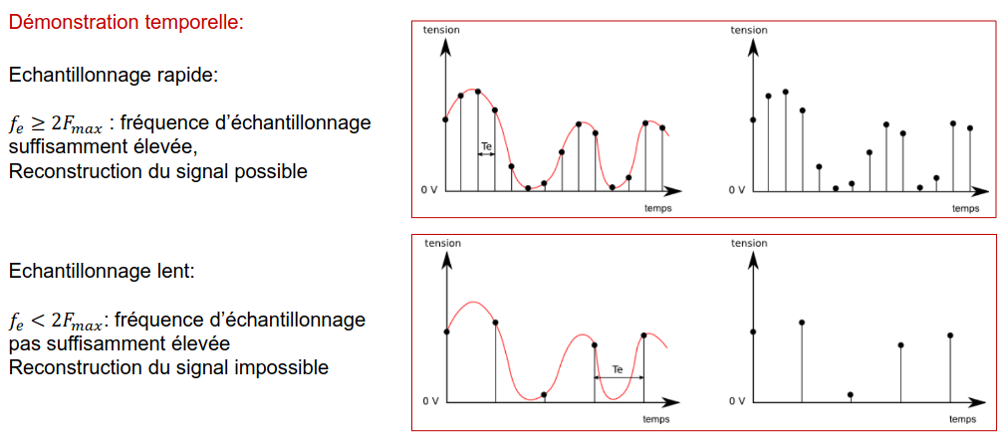 Démonstration temporelle:
Echantillonnage rapide:
𝑓𝑒 ≥ 2𝐹𝑚𝑎𝑥 : fréquence d’échantillonnage
suffisamment élevée,
Reconstruction du signal possible
tension
Te
0 V
temps
tension
0 V
temps
Echantillonnage lent:
𝑓𝑒 < 2𝐹𝑚𝑎𝑥: fréquence d’échantillonnage
pas suffisamment élevée
Reconstruction du signal impossible
tension
Te
0 V
temps
tension
0 V
temps